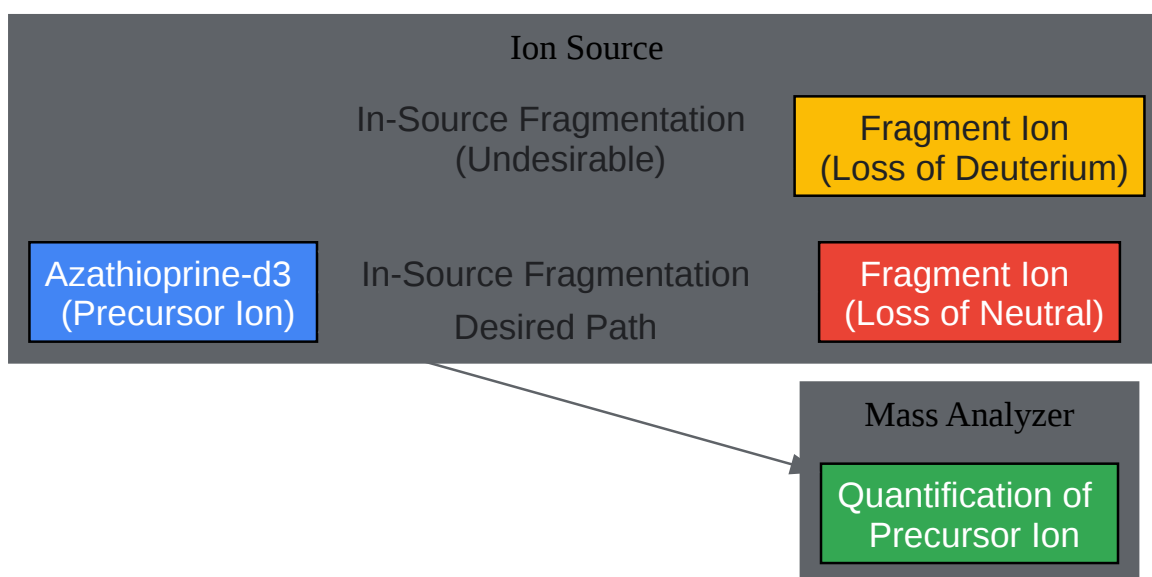 Ion Source
In-Source Fragmentation
(Undesirable)
Fragment Ion
(Loss of Deuterium)
Azathioprine-d3
(Precursor Ion)
In-Source Fragmentation
Desired Path
Fragment Ion
(Loss of Neutral)
Mass Analyzer
Quantification of
Precursor Ion